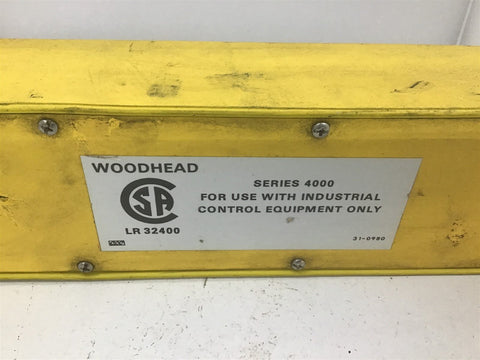 WOODHEAD
SERIES 4000
FOR USE WITH INDUSTRIAL
CONTROL EQUIPMENT ONLY
CSA
LR 32400
31-0980